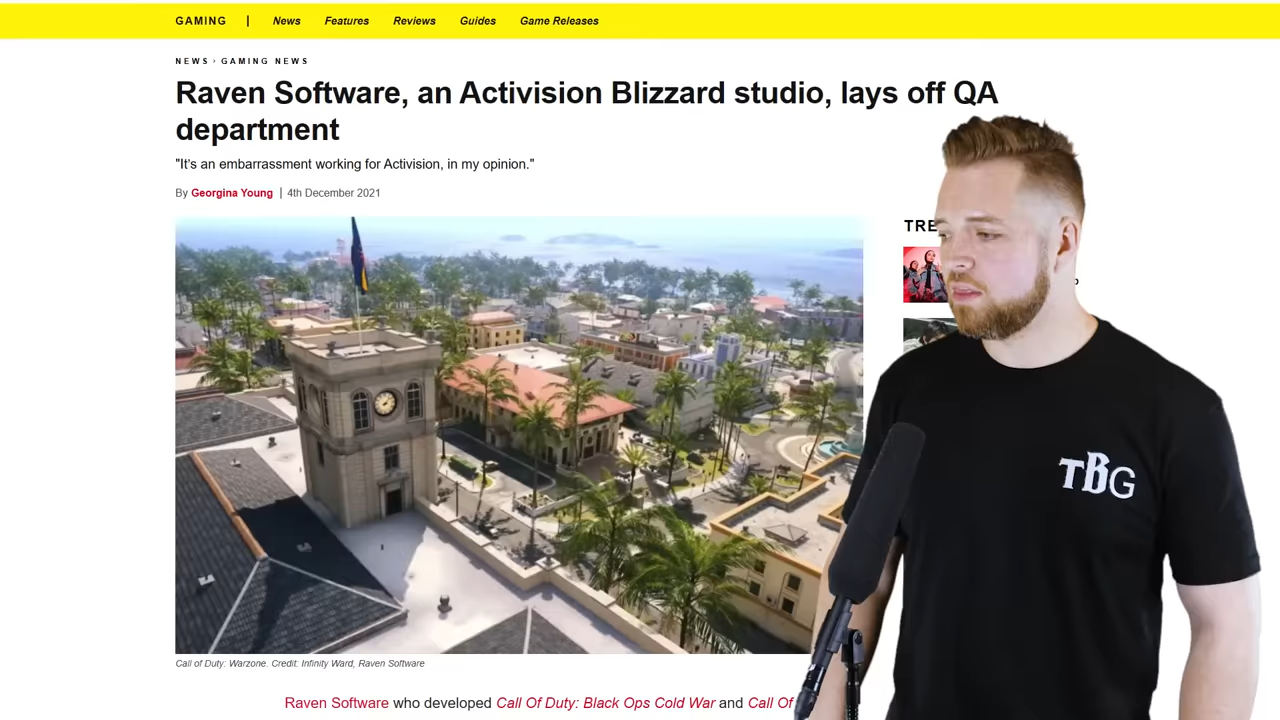 GAMING | News Features Reviews Guides Game Releases
NEWS › GAMING NEWS
Raven Software, an Activision Blizzard studio, lays off QA
department
"It's an embarrassment working for Activision, in my opinion."
By Georgina Young | 4th December 2021
TBG
Call of Duty: Warzone. Credit: Infinity Ward, Raven Software
Raven Software who developed Call Of Duty: Black Ops Cold War and Call Of